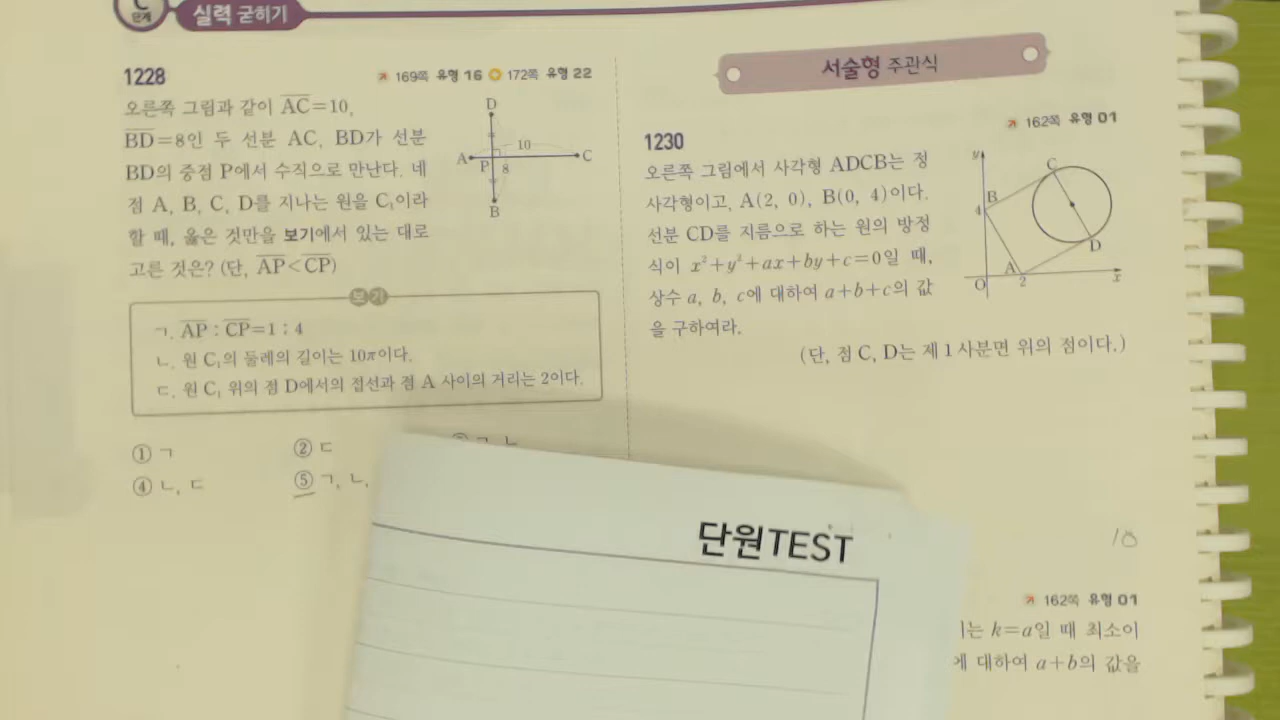 C
단계
실력 굳히기
1228
169쪽 유형 16 172쪽 유형 22
오른쪽 그림과 같이 AC=10,
BD=8인 두 선분 AC, BD가 선분
BD의 중점 P에서 수직으로 만난다. 네
점 A, B, C, D를 지나는 원을 C₁이라
할 때, 옳은 것만을 보기에서 있는 대로
고른 것은? (단, AP<CP)
D
10
A
P
8
C
B
보기
ㄱ. AP : CP=1 : 4
ㄴ. 원 C₁의 둘레의 길이는 10π이다.
ㄷ. 원 C₁ 위의 점 D에서의 접선과 점 A 사이의 거리는 2이다.
① ㄱ
② ㄷ
④ ㄴ, ㄷ
⑤ ㄱ, ㄴ,
서술형 주관식
162쪽 유형 01
1230
오른쪽 그림에서 사각형 ADCB는 정
사각형이고, A(2, 0), B(0, 4)이다.
선분 CD를 지름으로 하는 원의 방정
식이 x²+y²+ax+by+c=0일 때,
상수 a, b, c에 대하여 a+b+c의 값
을 구하여라.
(단, 점 C, D는 제 1 사분면 위의 점이다.)
y
C
B
4
D
A
O
2
x
162쪽 유형 01
는 k=a일 때 최소이
에 대하여 a+b의 값을
단원TEST